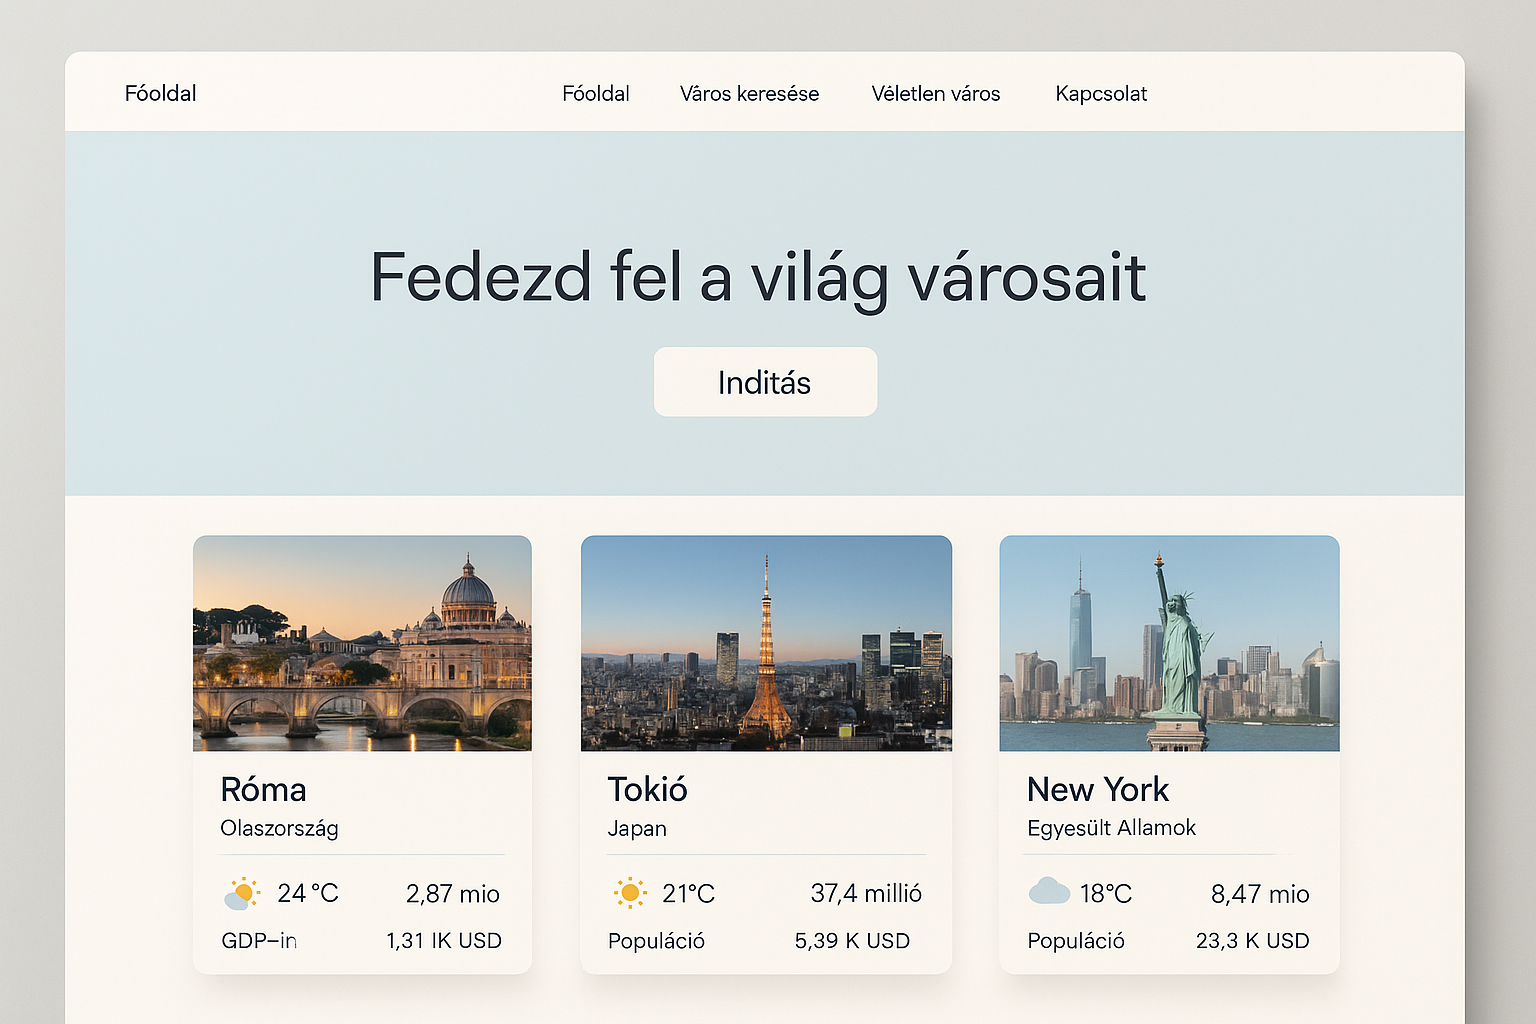 Fóoldal
Fóoldal Város keresése Véletlen város Kapcsolat
Fedezd fel a világ városait
Inditás
Róma
Olaszország
24 °C 2,87 mio
GDP–in 1,31 IK USD
Tokió
Japan
21°C 37,4 millió
Populáció 5,39 K USD
New York
Egyesült Allamok
18°C 8,47 mio
Populáció 23,3 K USD